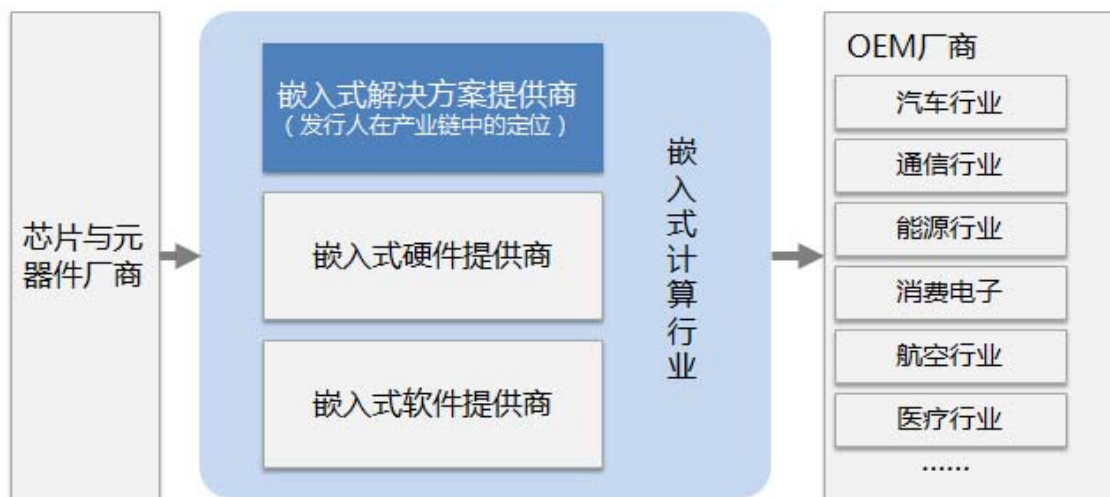 芯片与元
器件厂商
嵌入式解决方案提供商
(发行人在产业链中的定位)
嵌入式硬件提供商
嵌入式软件提供商
嵌入式计算行业
OEM厂商
汽车行业
通信行业
能源行业
消费电子
航空行业
医疗行业
......